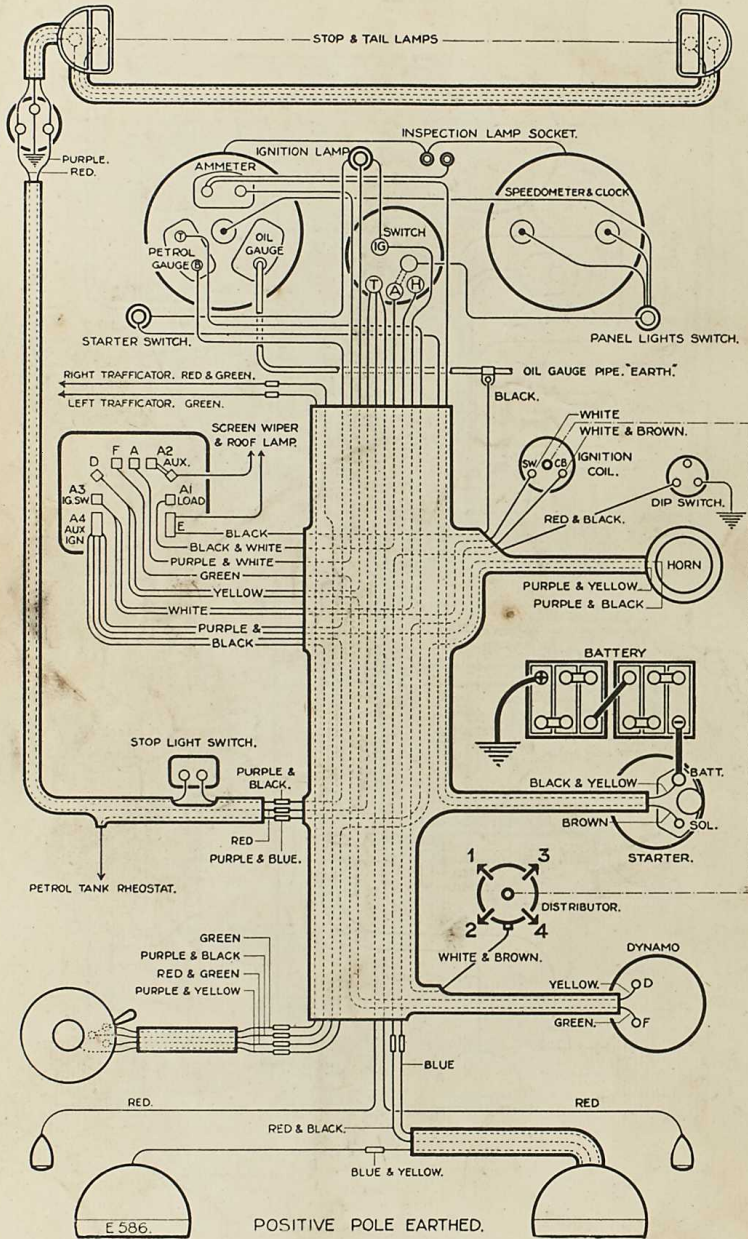 STOP & TAIL LAMPS
PURPLE.
RED.
IGNITION LAMP
INSPECTION LAMP SOCKET.
AMMETER
SPEEDOMETER & CLOCK
SWITCH
IG
T
PETROL
GAUGE
B
OIL
GAUGE
T
A
H
STARTER SWITCH.
PANEL LIGHTS SWITCH.
RIGHT TRAFFICATOR. RED & GREEN.
LEFT TRAFFICATOR. GREEN.
OIL GAUGE PIPE. "EARTH."
BLACK.
SCREEN WIPER
& ROOF LAMP.
WHITE
WHITE & BROWN.
SW
CB
IGNITION
COIL.
D
F
A
A2
AUX.
A3
IG.SW
A1
LOAD
A4
AUX
IGN
E
DIP SWITCH.
RED & BLACK.
BLACK
BLACK & WHITE
PURPLE & WHITE
GREEN
YELLOW
WHITE
PURPLE &
BLACK
HORN
PURPLE & YELLOW
PURPLE & BLACK
BATTERY
STOP LIGHT SWITCH.
PURPLE &
BLACK.
RED
PURPLE & BLUE.
BLACK & YELLOW
BATT.
BROWN
SOL.
STARTER.
PETROL TANK RHEOSTAT.
1
3
DISTRIBUTOR.
2
4
WHITE & BROWN.
GREEN
PURPLE & BLACK
RED & GREEN
PURPLE & YELLOW
DYNAMO
YELLOW.
D
GREEN.
F
BLUE
RED.
RED
RED & BLACK.
BLUE & YELLOW.
E 586.
POSITIVE POLE EARTHED.